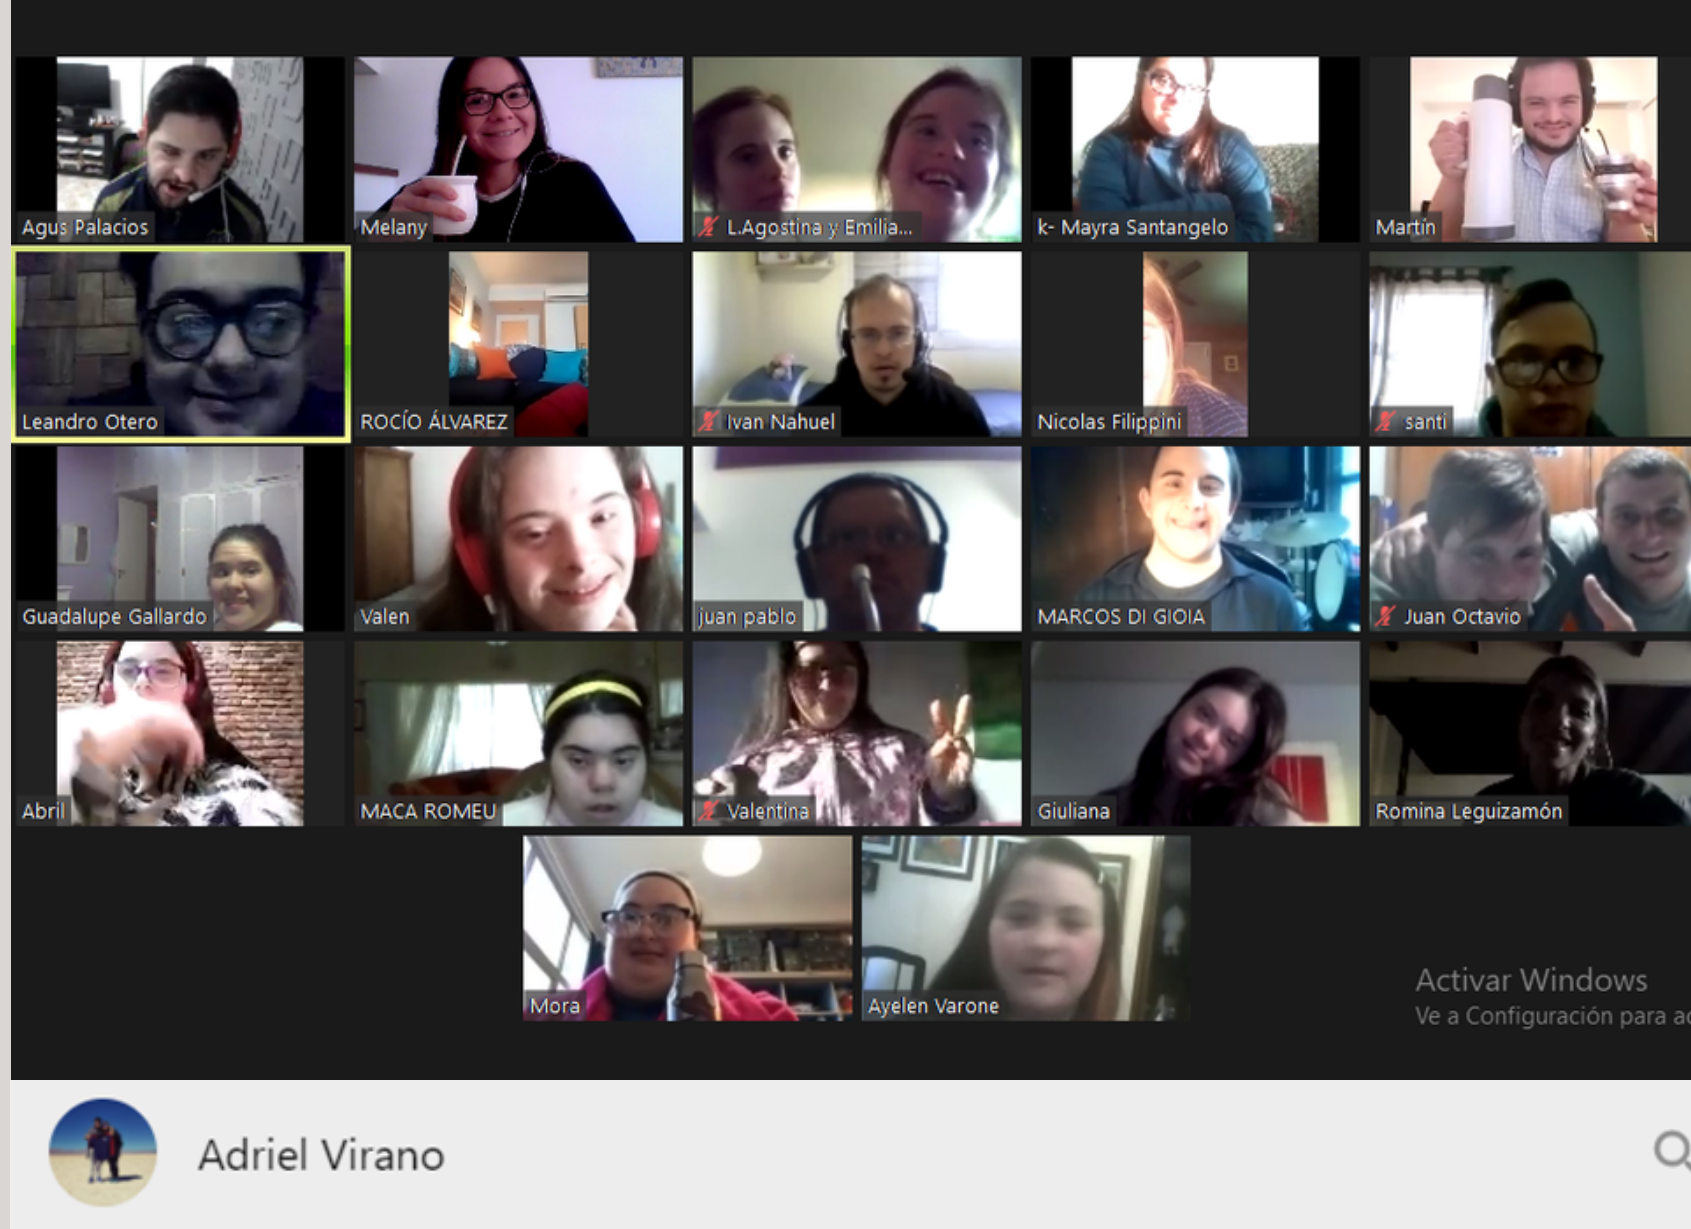 Agus Palacios
Melany
L.Agostina y Emilia...
k- Mayra Santangelo
Martín
Leandro Otero
ROCÍO ÁLVAREZ
Ivan Nahuel
Nicolas Filippini
santi
Guadalupe Gallardo
Valen
juan pablo
MARCOS DI GIOIA
Juan Octavio
Abril
MACA ROMEU
Valentina
Giuliana
Romina Leguizamón
Mora
Ayelen Varone
Activar Windows
Ve a Configuración para
Adriel Virano